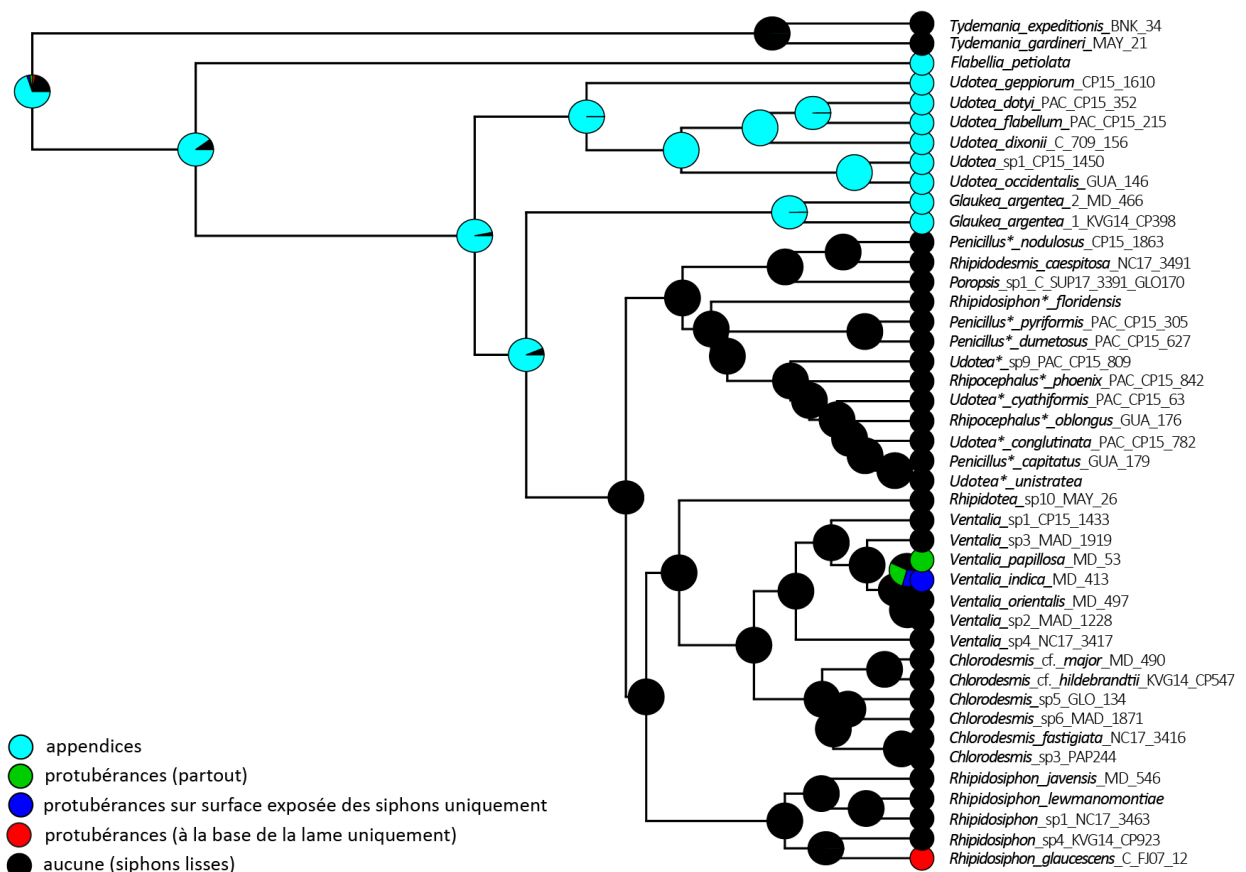 Tydemania_expeditionis_BNK_34
Tydemania_gardineri_MAY_21
Flabellia_petiolata
Udotea_geppiorum_CP15_1610
Udotea_dotyi_PAC_CP15_352
Udotea_flabellum_PAC_CP15_215
Udotea_dixonii_C_709_156
Udotea_sp1_CP15_1450
Udotea_occidentalis_GUA_146
Glaukea_argentea_2_MD_466
Glaukea_argentea_1_KVG14_CP398
Penicillus*_nodulosus_CP15_1863
Rhipidodesmis_caespitosa_NC17_3491
Poropsis_sp1_C_SUP17_3391_GLO170
Rhipidosiphon*_floridensis
Penicillus*_pyriformis_PAC_CP15_305
Penicillus*_dumetosus_PAC_CP15_627
Udotea*_sp9_PAC_CP15_809
Rhipocephalus*_phoenix_PAC_CP15_842
Udotea*_cyathiformis_PAC_CP15_63
Rhipocephalus*_oblongus_GUA_176
Udotea*_conglutinata_PAC_CP15_782
Penicillus*_capitatus_GUA_179
Udotea*_unistratea
Rhipidotea_sp10_MAY_26
Ventalia_sp1_CP15_1433
Ventalia_sp3_MAD_1919
Ventalia_papillosa_MD_53
Ventalia_indica_MD_413
Ventalia_orientalis_MD_497
Ventalia_sp2_MAD_1228
Ventalia_sp4_NC17_3417
Chlorodesmis_cf._major_MD_490
Chlorodesmis_cf._hildebrandtii_KVG14_CP547
Chlorodesmis_sp5_GLO_134
Chlorodesmis_sp6_MAD_1871
Chlorodesmis_fastigiata_NC17_3416
Chlorodesmis_sp3_PAP244
Rhipidosiphon_javensis_MD_546
Rhipidosiphon_lewmanomontiae
Rhipidosiphon_sp1_NC17_3463
Rhipidosiphon_sp4_KVG14_CP923
Rhipidosiphon_glaucescens_C_FJ07_12
appendices
protubérances (partout)
protubérances sur surface exposée des siphons uniquement
protubérances (à la base de la lame uniquement)
aucune (siphons lisses)